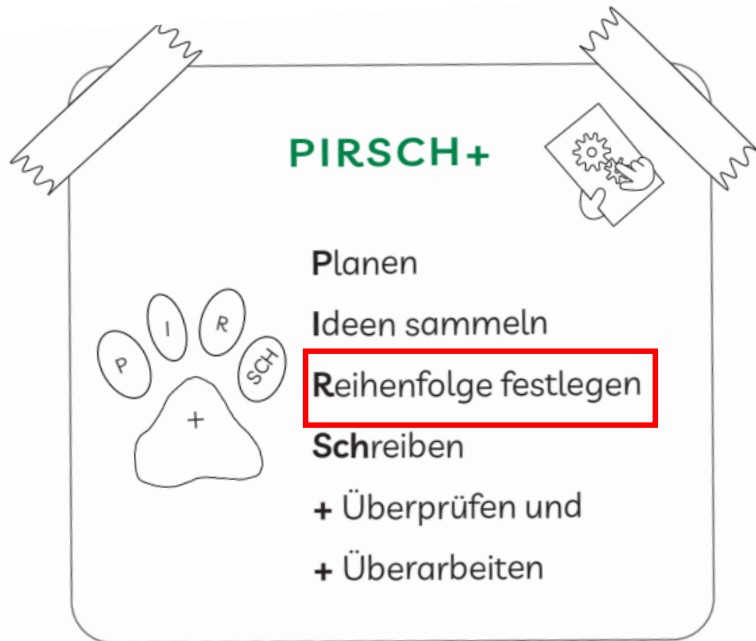 PIRSCH+
Planen
Ideen sammeln
Reihenfolge festlegen
Schreiben
+ Überprüfen und
+ Überarbeiten
P
I
R
SCH
+